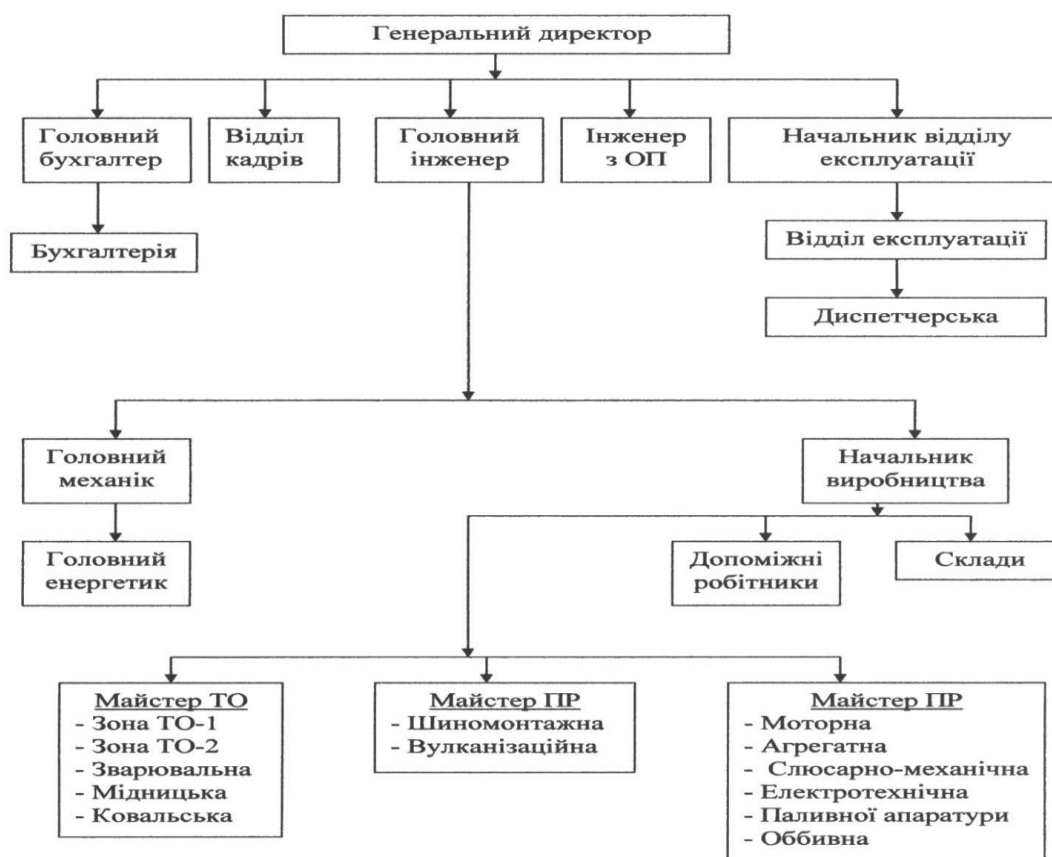 Генеральний директор
Головний
бухгалтер
Відділ
кадрів
Головний
інженер
Інженер
з ОП
Начальник відділу
експлуатації
Бухгалтерія
Відділ експлуатації
Диспетчерська
Головний
механік
Начальник
виробництва
Головний
енергетик
Допоміжні
робітники
Склади
Майстер ТО
- Зона ТО-1
- Зона ТО-2
- Зварювальна
- Мідницька
- Ковальська
Майстер ПР
- Шиномонтажна
- Вулканізаційна
Майстер ПР
- Моторна
- Агрегатна
- Слюсарно-механічна
- Електротехнічна
- Паливної апаратури
- Оббивна